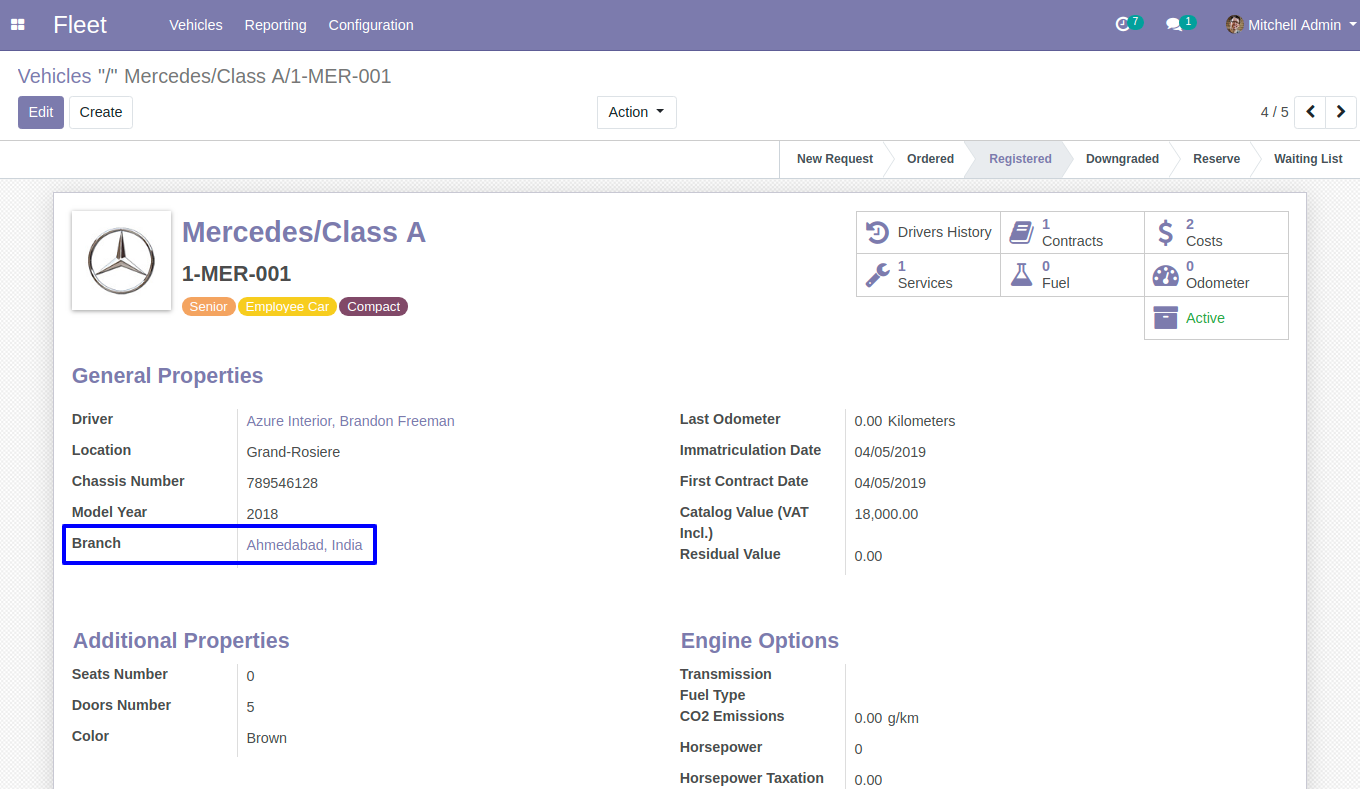 Fleet Vehicles Reporting Configuration 7 1 Mitchell Admin
Vehicles "/" Mercedes/Class A/1-MER-001
Edit Create Action 4 / 5
New Request Ordered Registered Downgraded Reserve Waiting List
Mercedes/Class A
1-MER-001
Senior Employee Car Compact
Drivers History
1 Contracts
2 Costs
1 Services
0 Fuel
0 Odometer
Active
General Properties
Driver Azure Interior, Brandon Freeman
Location Grand-Rosiere
Chassis Number 789546128
Model Year 2018
Branch Ahmedabad, India
Last Odometer 0.00 Kilometers
Immatriculation Date 04/05/2019
First Contract Date 04/05/2019
Catalog Value (VAT 18,000.00
Incl.)
Residual Value 0.00
Additional Properties
Seats Number 0
Doors Number 5
Color Brown
Engine Options
Transmission
Fuel Type
CO2 Emissions 0.00 g/km
Horsepower 0
Horsepower Taxation 0.00